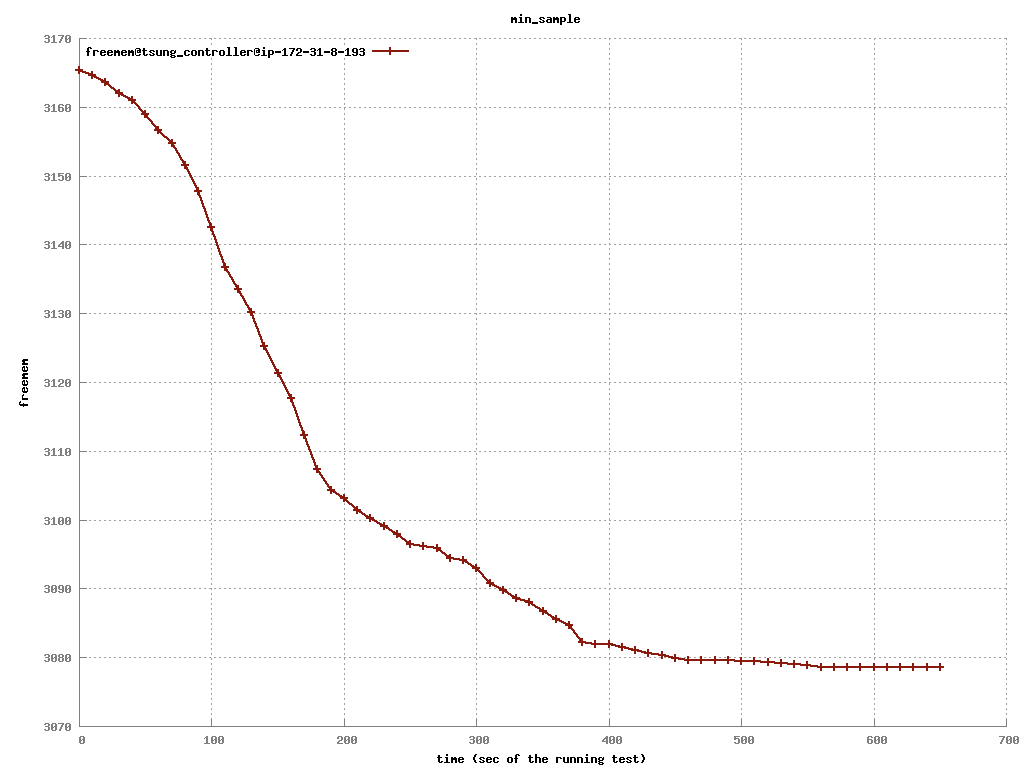 min_sample
3170
freemem@tsung_controller@ip-172-31-8-193
3160
3150
3140
3130
3120
3110
3100
3090
3080
3070
freemem
0 100 200 300 400 500 600 700
time (sec of the running test)